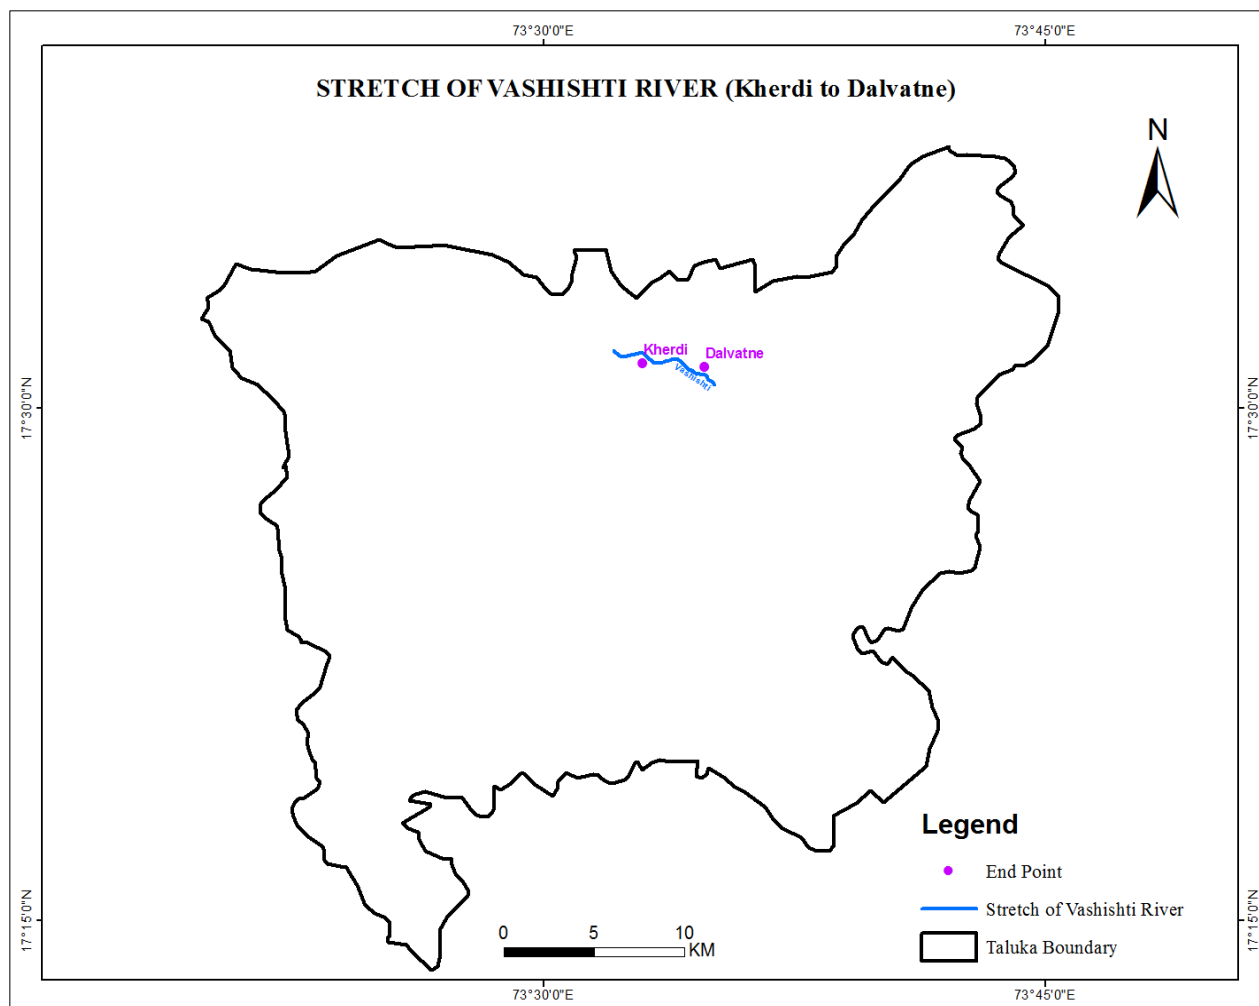 73°30'0"E
73°45'0"E
STRETCH OF VASHISHTI RIVER (Kherdi to Dalvatne)
N
Kherdi
Dalvatne
Vashishti
17°30'0"N
17°30'0"N
Legend
End Point
Stretch of Vashishti River
Taluka Boundary
0 5 10
KM
17°15'0"N
17°15'0"N
73°30'0"E
73°45'0"E